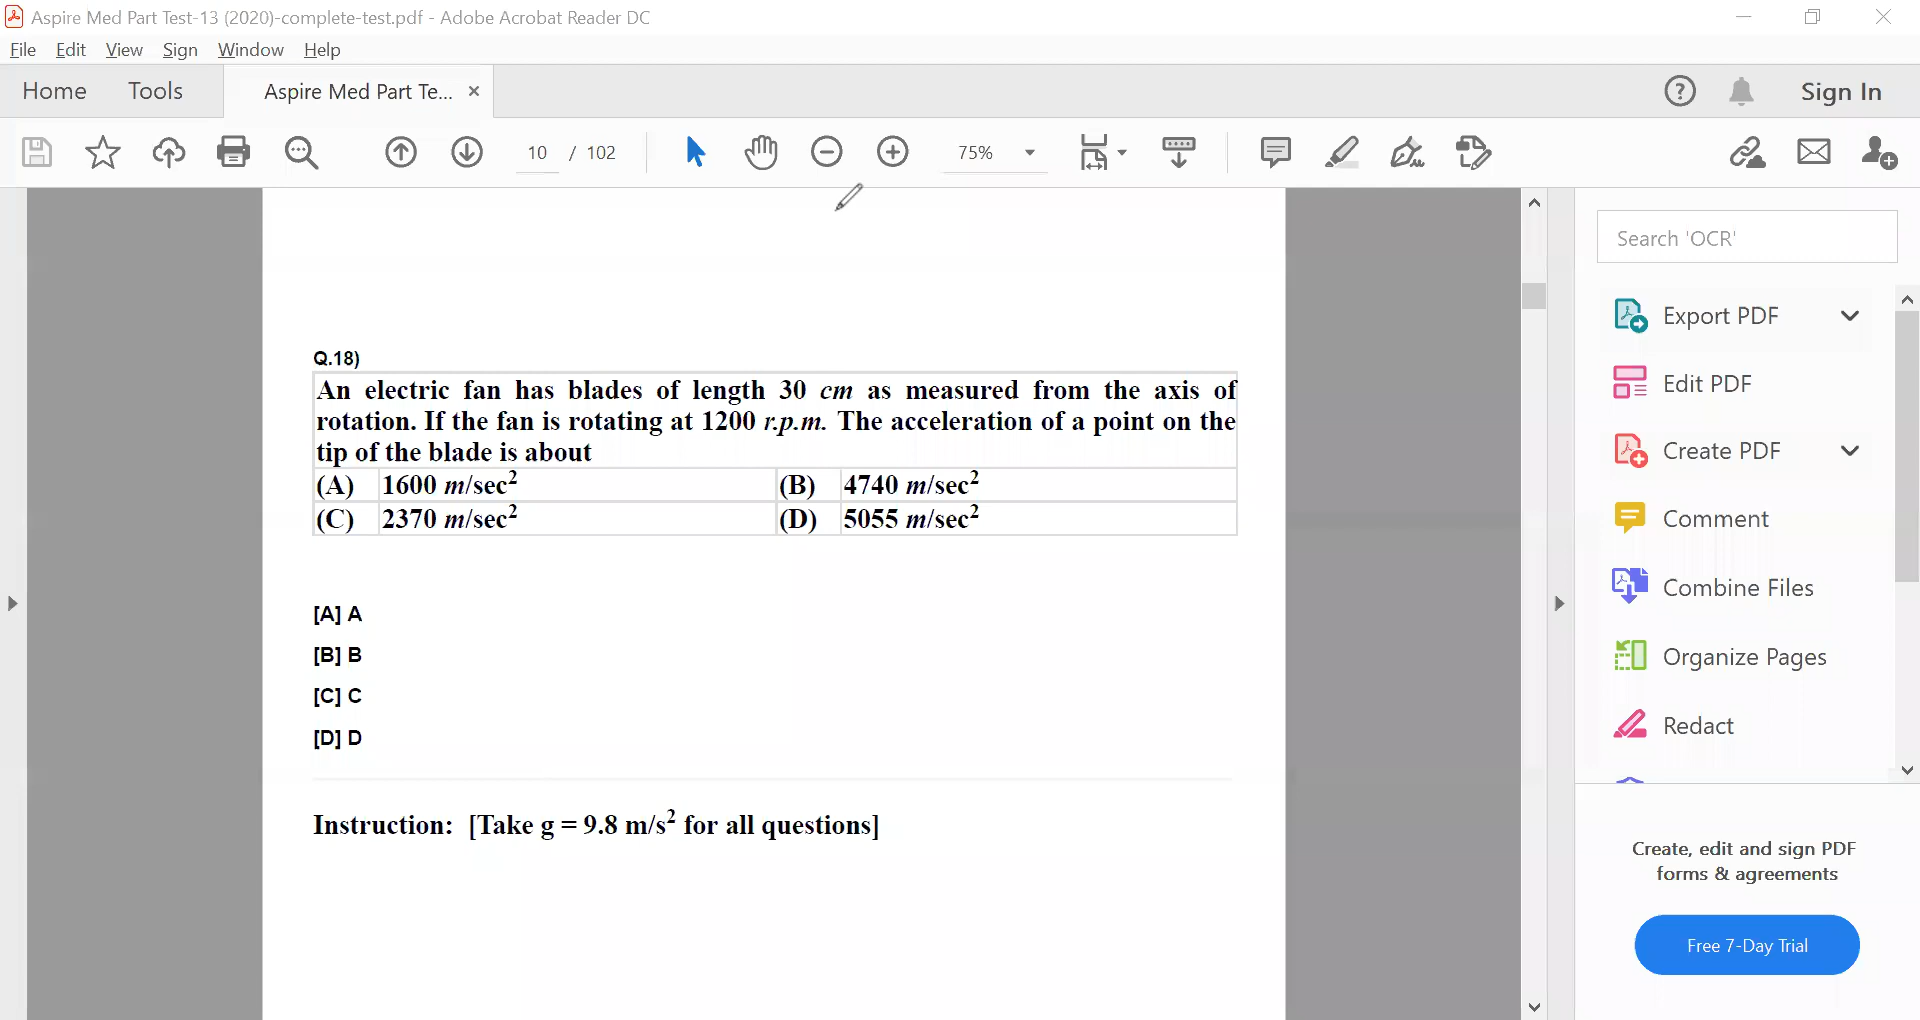 Aspire Med Part Test-13 (2020)-complete-test.pdf - Adobe Acrobat Reader DC
File Edit View Sign Window Help
Home Tools Aspire Med Part Te... × Sign In
10 / 102 75%
Search 'OCR'
Export PDF
Edit PDF
Create PDF
Comment
Combine Files
Organize Pages
Redact
Create, edit and sign PDF
forms & agreements
Free 7-Day Trial
Q.18)
An electric fan has blades of length 30 cm as measured from the axis of
rotation. If the fan is rotating at 1200 r.p.m. The acceleration of a point on the
tip of the blade is about
(A) 1600 m/sec² (B) 4740 m/sec²
(C) 2370 m/sec² (D) 5055 m/sec²
[A] A
[B] B
[C] C
[D] D
Instruction: [Take g = 9.8 m/s² for all questions]